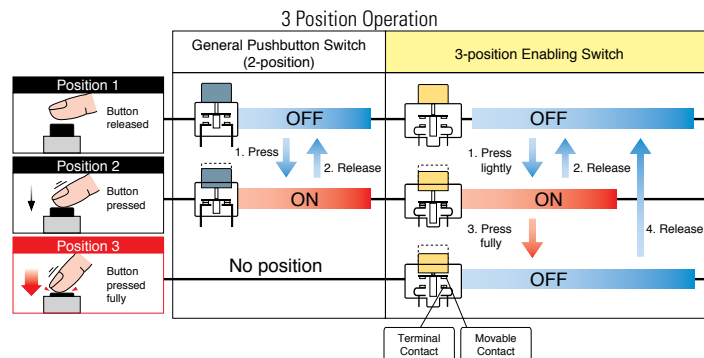 3 Position Operation
General Pushbutton Switch
(2-position)
3-position Enabling Switch
Position 1
Button
released
OFF
OFF
1. Press
2. Release
1. Press
lightly
2. Release
Position 2
Button
pressed
ON
ON
3. Press
fully
4. Release
Position 3
Button
pressed
fully
No position
OFF
Terminal
Contact
Movable
Contact